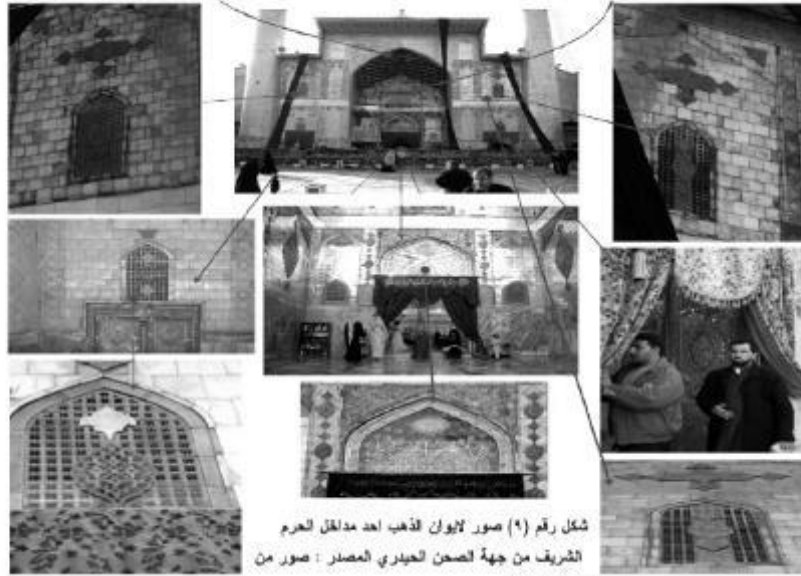 شكل رقم (٩) صور لايوان الذهب احد مداخل الحرم
الشريف من جهة الصحن الحيدري المصدر : صور من